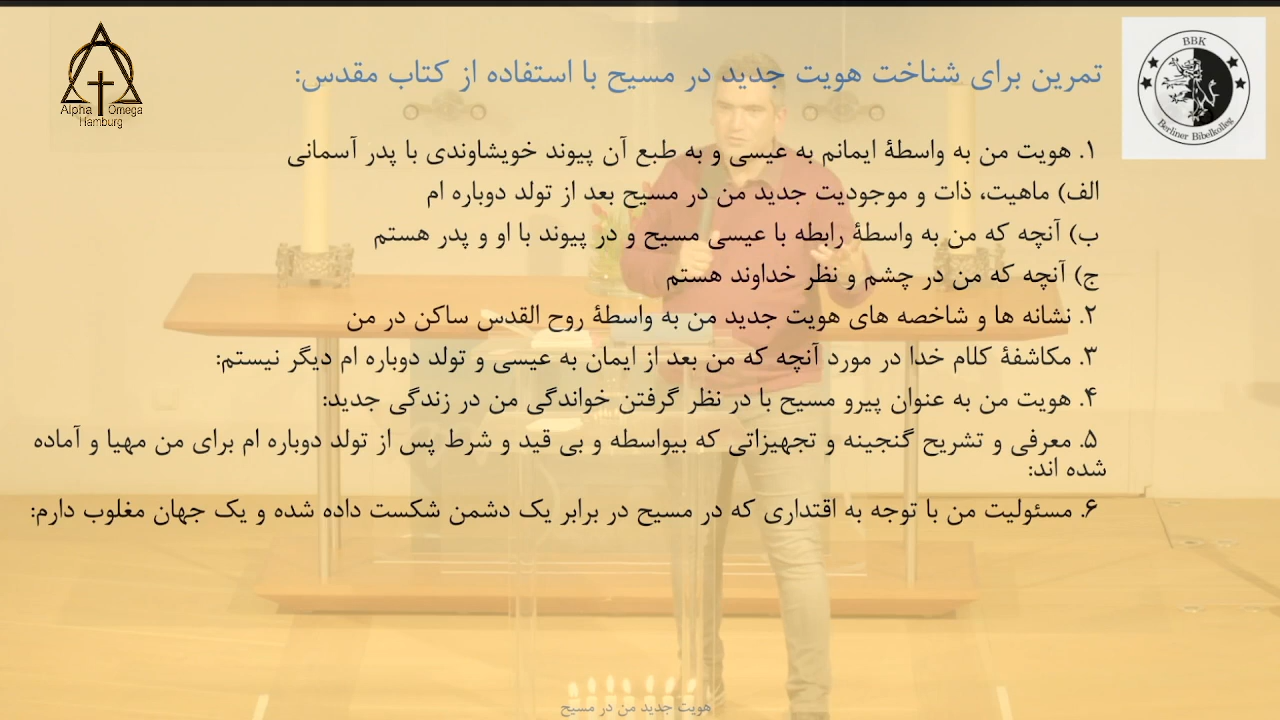 تمرین برای شناخت هویت جدید در مسیح با استفاده از کتاب مقدس:
۱. هویت من به واسطهٔ ایمانم به عیسی و به طبع آن پیوند خویشاوندی با پدر آسمانی
الف) ماهیت، ذات و موجودیت جدید من در مسیح بعد از تولد دوباره ام
ب) آنچه که من به واسطهٔ رابطه با عیسی مسیح و در پیوند با او و پدر هستم
ج) آنچه که من در چشم و نظر خداوند هستم
۲. نشانه ها و شاخصه های هویت جدید من به واسطهٔ روح القدس ساکن در من
۳. مکاشفهٔ کلام خدا در مورد آنچه که من بعد از ایمان به عیسی و تولد دوباره ام دیگر نیستم:
۴. هویت من به عنوان پیرو مسیح با در نظر گرفتن خواندگی من در زندگی جدید:
۵. معرفی و تشریح گنجینه و تجهیزاتی که بیواسطه و بی قید و شرط پس از تولد دوباره ام برای من مهیا و آماده
شده اند:
۶. مسئولیت من با توجه به اقتداری که در مسیح در برابر یک دشمن شکست داده شده و یک جهان مغلوب دارم:
هویت جدید من در مسیح
Alpha Omega
Hamburg
BBK
Berliner Bibelkolleg